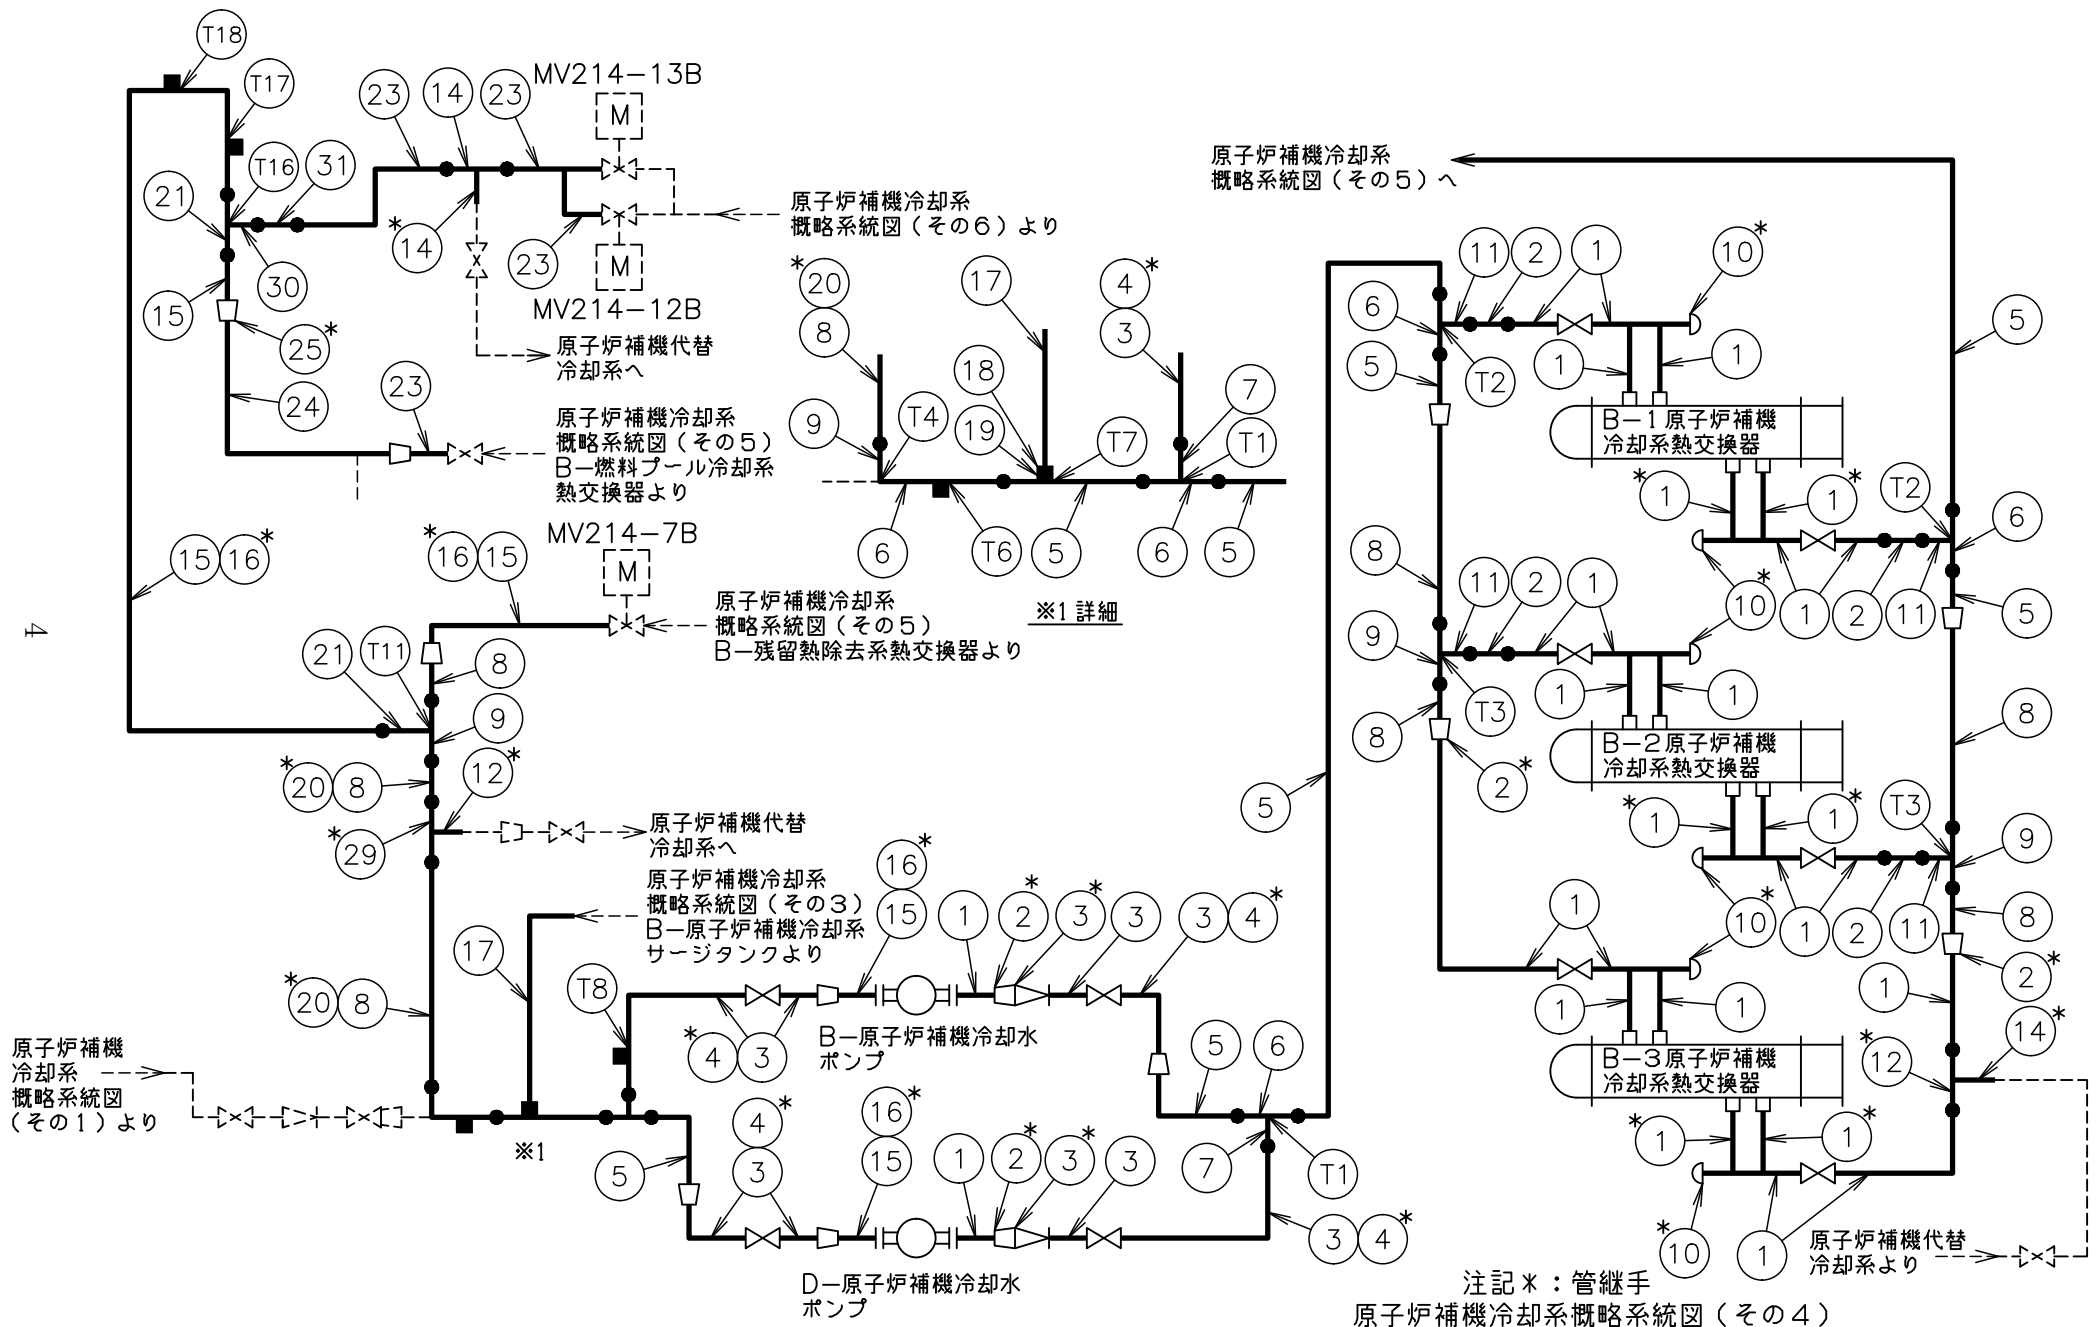 T18
T17
23
14
23
MV214-13B
M
T16
31
21
*
14
23
M
MV214-12B
30
15
25*
24
23
原子炉補機冷却系
概略系統図（その6）より
原子炉補機代替
冷却系へ
原子炉補機冷却系
概略系統図（その5）
B－燃料プール冷却系
熱交換器より
15
16*
4
MV214-7B
M
*16
15
原子炉補機冷却系
概略系統図（その5）
B－残留熱除去系熱交換器より
21
T11
8
9
*20
8
12*
*29
原子炉補機代替
冷却系へ
*20
8
原子炉補機冷却系
概略系統図（その3）
B－原子炉補機冷却系
サージタンクより
17
T8
原子炉補機
冷却系
概略系統図
（その1）より
※1
5
*4
3
16*
15
1
2*
3*
3
3
4*
B－原子炉補機冷却水
ポンプ
4*
3
16*
15
1
2*
3*
3
D－原子炉補機冷却水
ポンプ
5
6
7
T1
3
4*
5
*20
8
9
T4
17
18
19
T7
4*
3
7
T1
6
T6
5
6
5
※1 詳細
原子炉補機冷却系
概略系統図（その5）へ
6
5
11
2
1
10*
T2
1
1
B－1原子炉補機
冷却系熱交換器
*1
1*
T2
5
6
10*
1
2
11
5
8
9
11
2
1
T3
8
1
1
2*
B－2原子炉補機
冷却系熱交換器
*1
1*
T3
8
9
10*
1
2
11
8
2*
1
1
1
1
14*
*12
B－3原子炉補機
冷却系熱交換器
*1
1*
*10
1
原子炉補機代替
冷却系より
注記＊：管継手
原子炉補機冷却系概略系統図（その4）